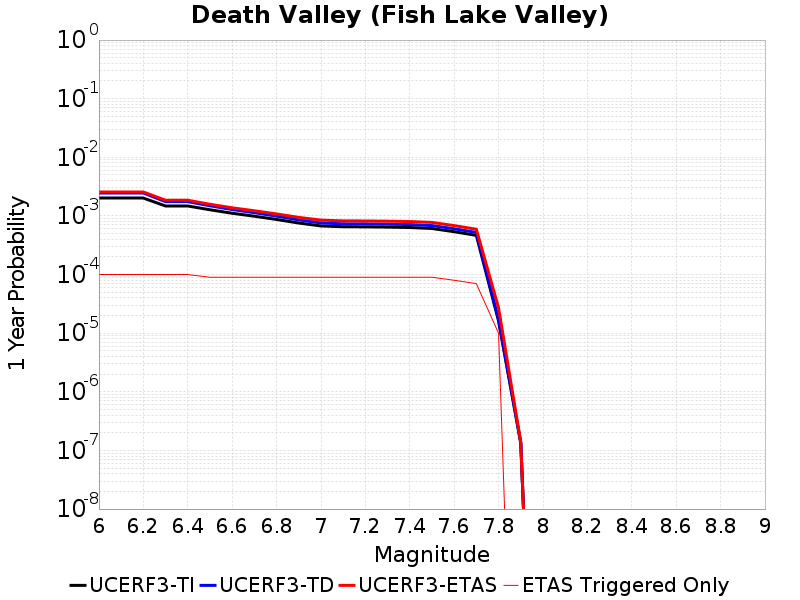 Death Valley (Fish Lake Valley)
1 Year Probability
10^0
10^-1
10^-2
10^-3
10^-4
10^-5
10^-6
10^-7
10^-8
6 6.2 6.4 6.6 6.8 7 7.2 7.4 7.6 7.8 8 8.2 8.4 8.6 8.8 9
Magnitude
UCERF3-TI UCERF3-TD UCERF3-ETAS ETAS Triggered Only